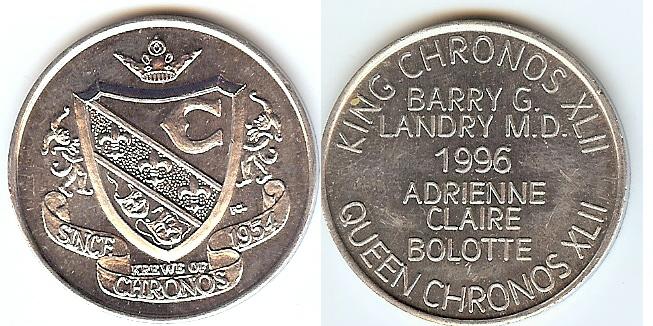 C
SINCE 1954
KREWE OF
CHRONOS
KING CHRONOS XLII
BARRY G.
LANDRY M.D.
1996
ADRIENNE
CLAIRE
BOLOTTE
QUEEN CHRONOS XLII